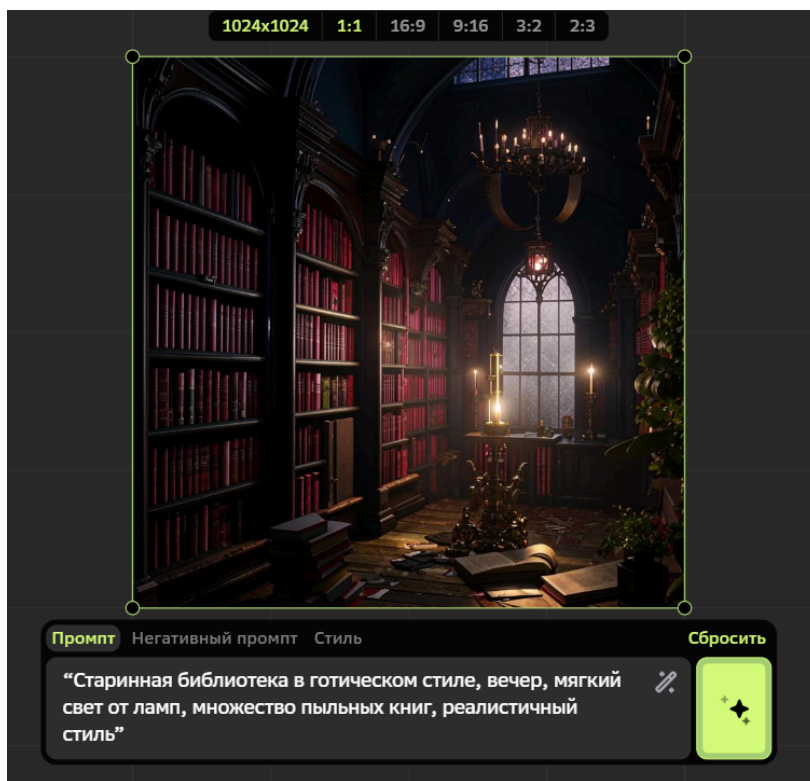 1024x1024 1:1 16:9 9:16 3:2 2:3
Промпт Негативный промпт Стиль Сбросить
“Старинная библиотека в готическом стиле, вечер, мягкий
свет от ламп, множество пыльных книг, реалистичный
стиль”